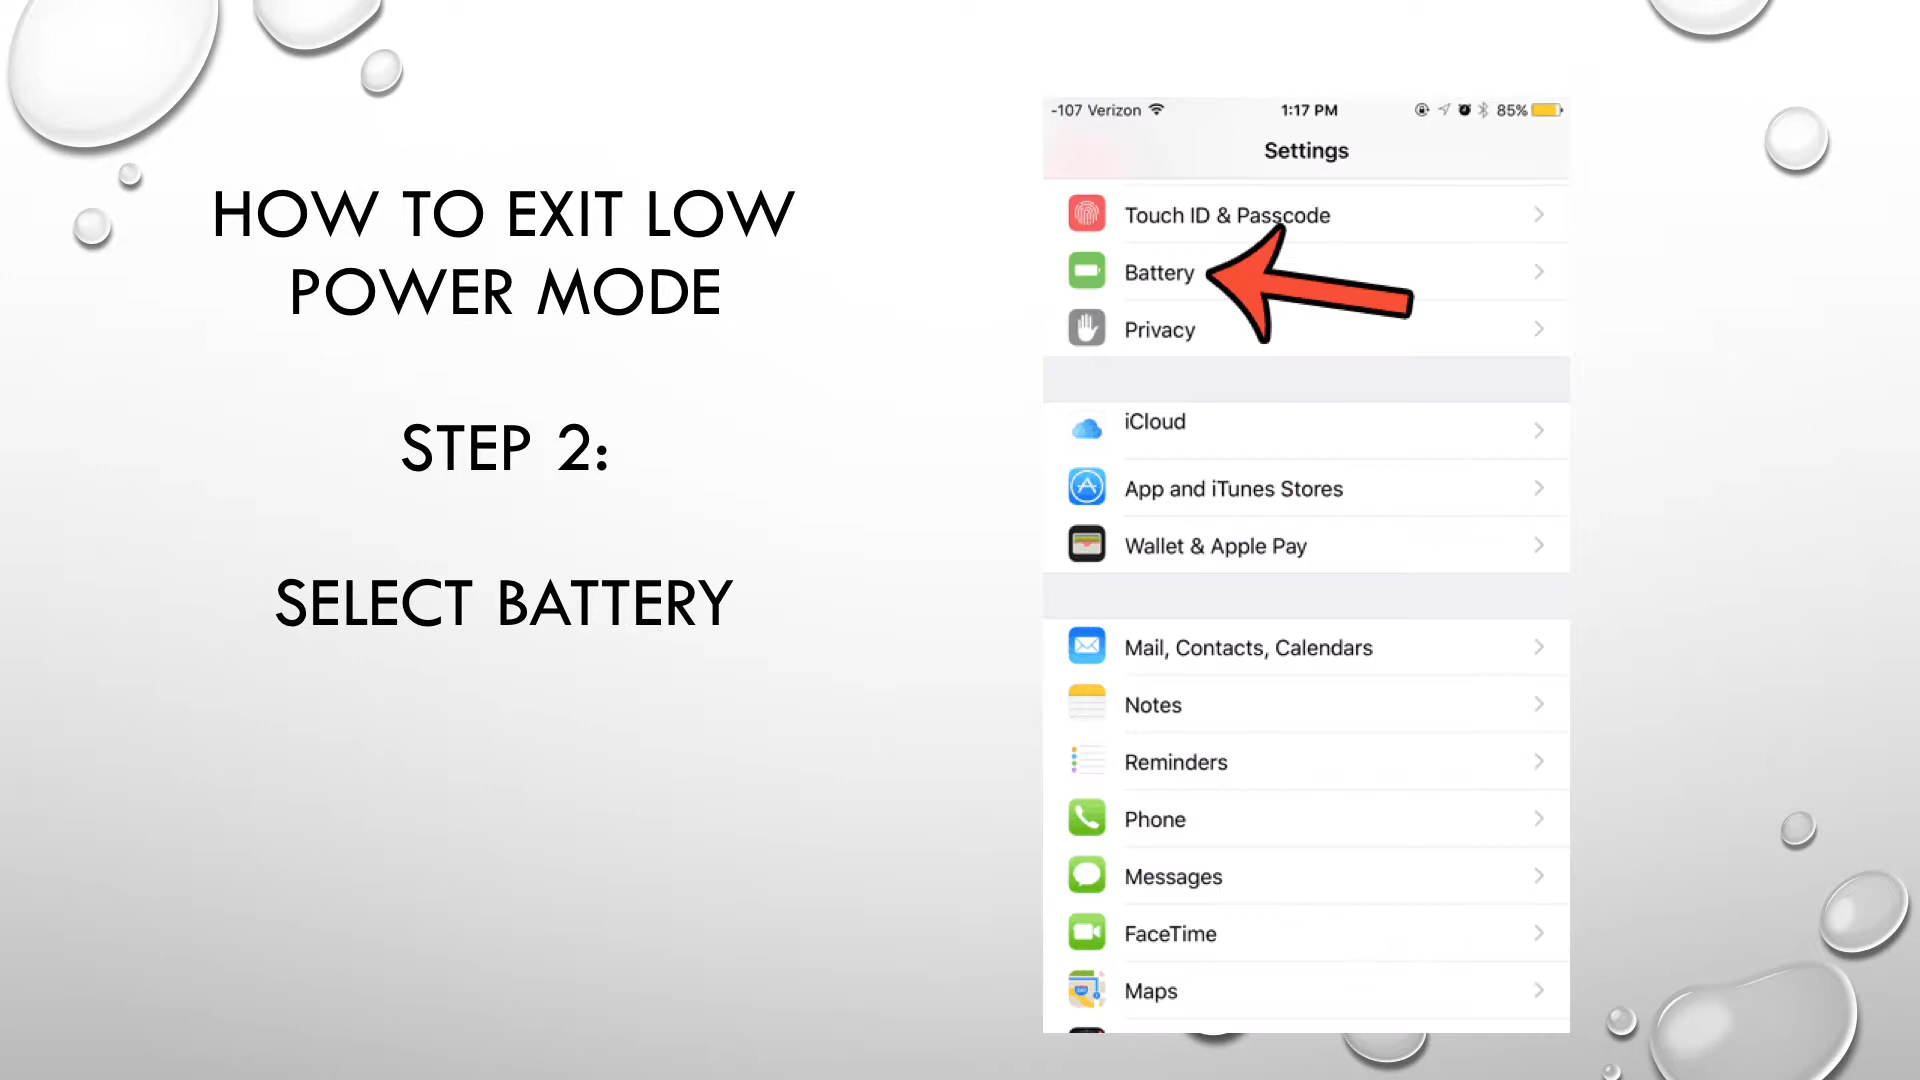 HOW TO EXIT LOW
POWER MODE
STEP 2:
SELECT BATTERY
-107 Verizon 1:17 PM 85%
Settings
Touch ID & Passcode
Battery
Privacy
iCloud
App and iTunes Stores
Wallet & Apple Pay
Mail, Contacts, Calendars
Notes
Reminders
Phone
Messages
FaceTime
Maps